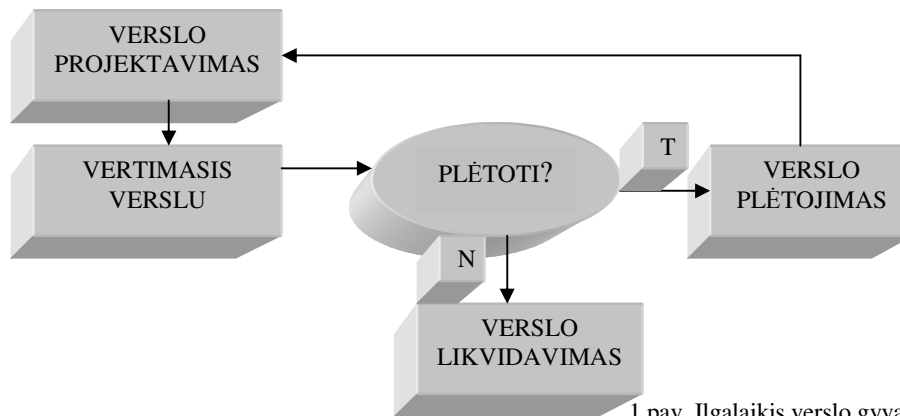 VERSLO
PROJEKTAVIMAS
VERTIMASIS
VERSLU
PLĖTOTI?
T
VERSLO
PLĖTOJIMAS
N
VERSLO
LIKVIDAVIMAS
1 pav. Ilgalaikis verslo